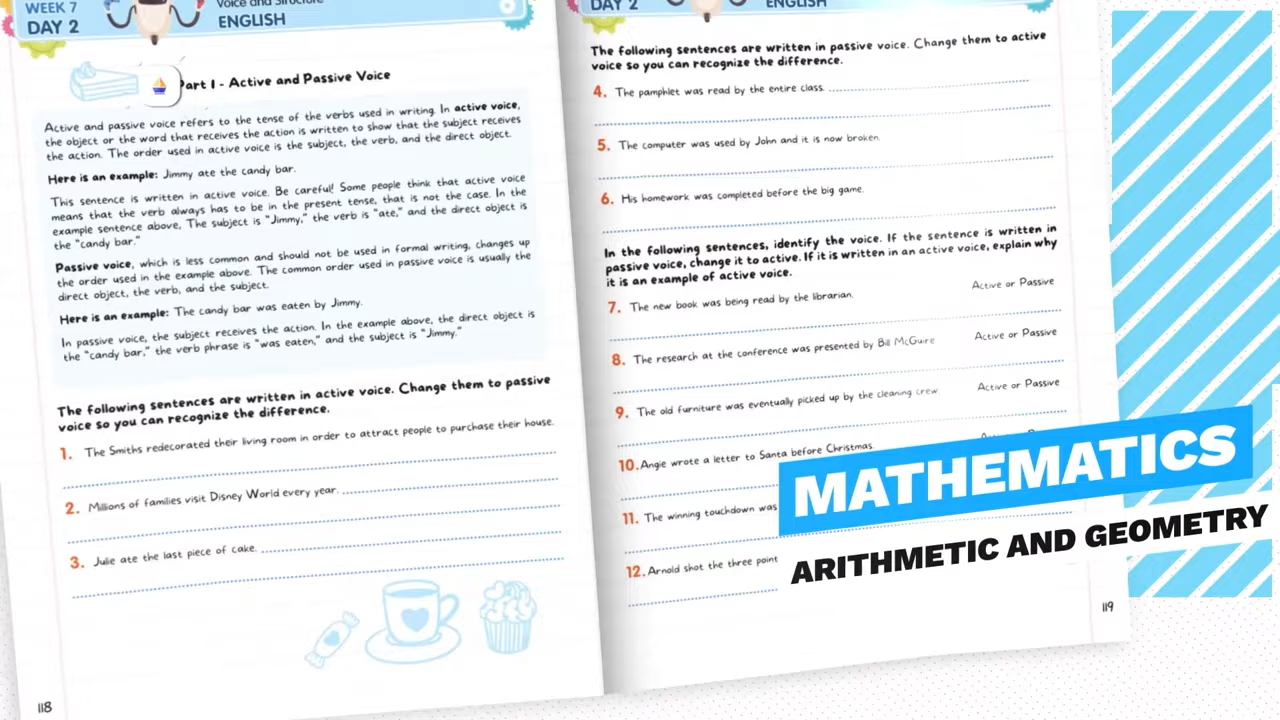 WEEK 7
DAY 2
Voice and Structure
ENGLISH
Part 1 - Active and Passive Voice
Active and passive voice refers to the tense of the verbs used in writing. In active voice,
the object or the word that receives the action is written to show that the subject receives
the action. The order used in active voice is the subject, the verb, and the direct object.
Here is an example: Jimmy ate the candy bar.
This sentence is written in active voice. Be careful! Some people think that active voice
means that the verb always has to be in the present tense, that is not the case. In the
example sentence above, The subject is "Jimmy," the verb is "ate," and the direct object is
the "candy bar."
Passive voice, which is less common and should not be used in formal writing, changes up
the order used in the example above. The common order used in passive voice is usually the
direct object, the verb, and the subject.
Here is an example: The candy bar was eaten by Jimmy.
In passive voice, the subject receives the action. In the example above, the direct object is
the "candy bar," the verb phrase is "was eaten," and the subject is "Jimmy."
The following sentences are written in active voice. Change them to passive
voice so you can recognize the difference.
1. The Smiths redecorated their living room in order to attract people to purchase their house.
2. Millions of families visit Disney World every year.
3. Julie ate the last piece of cake.
118
DAY 2
ENGLISH
The following sentences are written in passive voice. Change them to active
voice so you can recognize the difference.
4. The pamphlet was read by the entire class.
5. The computer was used by John and it is now broken.
6. His homework was completed before the big game.
In the following sentences, identify the voice. If the sentence is written in
passive voice, change it to active. If it is written in an active voice, explain why
it is an example of active voice.
7. The new book was being read by the librarian. Active or Passive
8. The research at the conference was presented by Bill McGuire Active or Passive
9. The old furniture was eventually picked up by the cleaning crew Active or Passive
10. Angie wrote a letter to Santa before Christmas.
11. The winning touchdown was
12. Arnold shot the three point
119
MATHEMATICS
ARITHMETIC AND GEOMETRY